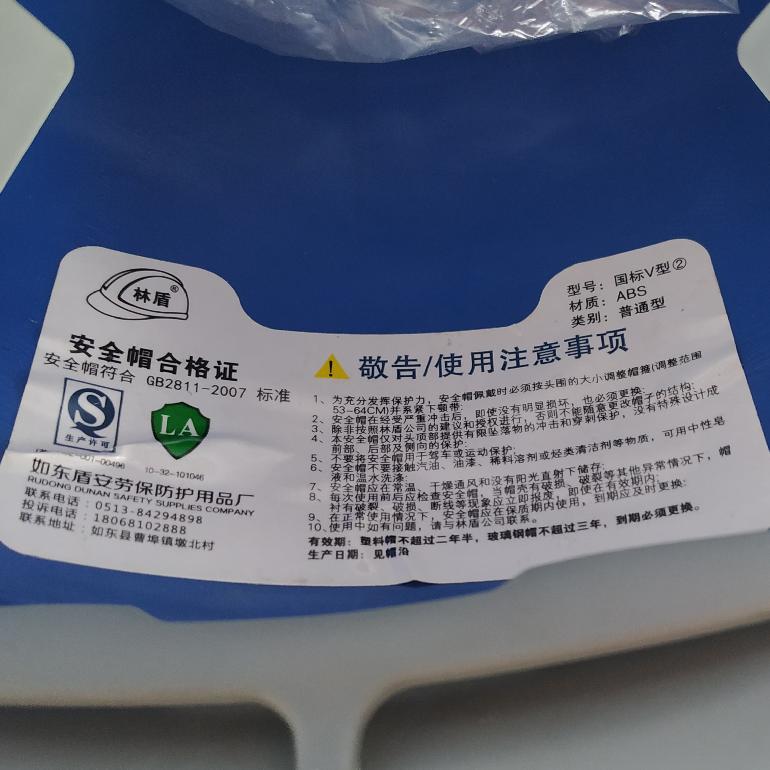 林盾®
安全帽合格证
安全帽符合 GB2811-2007 标准
S
生产许可
LA
-001-00496
10-32-101046
如东盾安劳保防护用品厂
RUDONG DUNAN SAFETY SUPPLIES COMPANY
联系电话：0513-84294898
投诉电话：18068102888
联系地址：如东县曹埠镇墩北村
型号：国标V型②
材质：ABS
类别：普通型
敬告/使用注意事项
1、为充分发挥保护力，安全帽佩戴时必须按头围的大小调整帽箍(调整范围
53-64CM)并系紧下颚带；
2、安全帽在经受严重冲击后，即使没有明显损坏，也必须更换；
3、除非按照林盾公司的建议和授权进行，否则不能随意更改帽子的结构；
4、本安全帽仅对头顶部提供有限坠落物的冲击和穿刺保护，没有特殊设计成
前部、后部及侧向的保护；
5、不要将安全帽用于驾车或运动保护；
6、安全帽不要接触汽油、油漆、稀料溶剂或烃类清洁剂等物质，可用中性皂
液和温水洗涤；
7、安全帽应在常温、干燥通风和没有阳光直射下储存；
8、每次使用前后应检查安全帽，当帽壳有破损、破裂等其他异常情况下，帽
衬有破裂、破损、断线等现象应立即报废，即使在有效期内；
9、在正常使用情况下，安全帽应在保质期内使用，到期应及时更换；
10、使用中如有问题，请与林盾公司联系。
有效期：塑料帽不超过二年半，玻璃钢帽不超过三年，到期必须更换。
生产日期：见帽沿